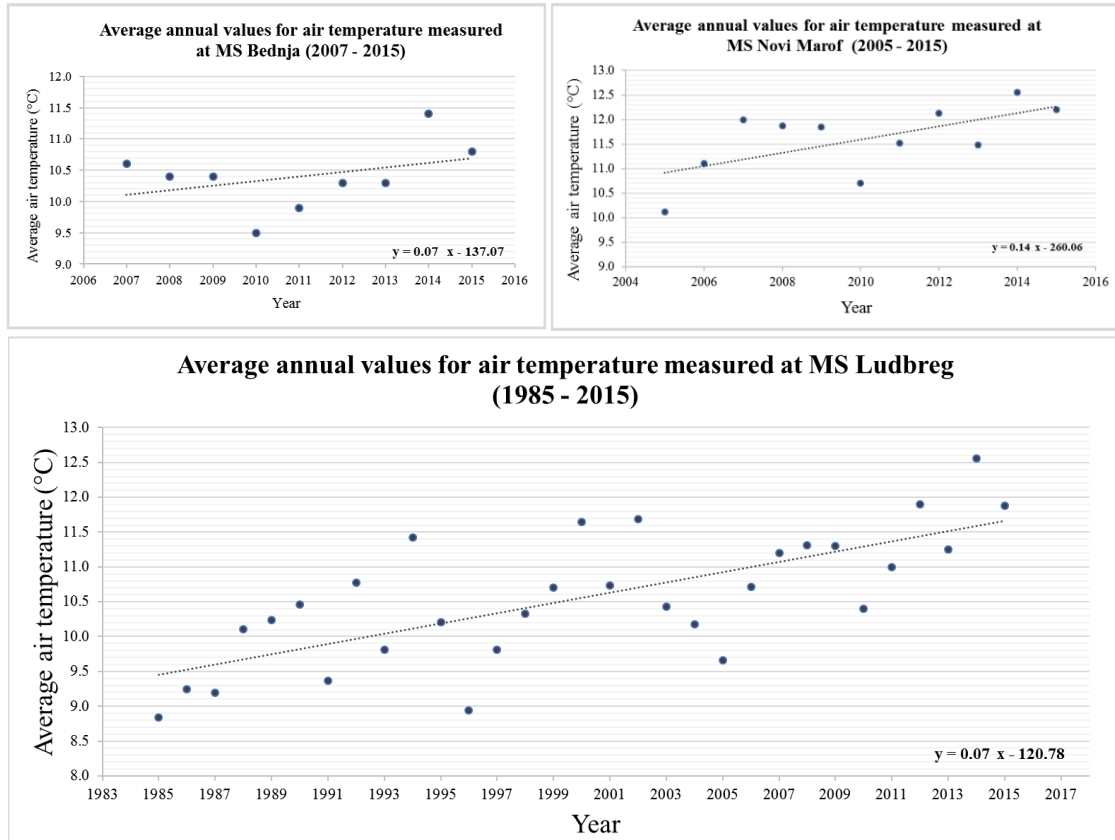 Average annual values for air temperature measured
at MS Bednja (2007 - 2015)
Average air temperature (°C)
12.0
11.5
11.0
10.5
10.0
9.5
9.0
y = 0.07 x - 137.07
2006 2007 2008 2009 2010 2011 2012 2013 2014 2015 2016
Year
Average annual values for air temperature measured at
MS Novi Marof (2005 - 2015)
Average air temperature (°C)
13.0
12.5
12.0
11.5
11.0
10.5
10.0
9.5
9.0
y = 0.14 x - 260.06
2004 2006 2008 2010 2012 2014 2016
Year
Average annual values for air temperature measured at MS Ludbreg
(1985 - 2015)
Average air temperature (°C)
13.0
12.5
12.0
11.5
11.0
10.5
10.0
9.5
9.0
8.5
8.0
y = 0.07 x - 120.78
1983 1985 1987 1989 1991 1993 1995 1997 1999 2001 2003 2005 2007 2009 2011 2013 2015 2017
Year